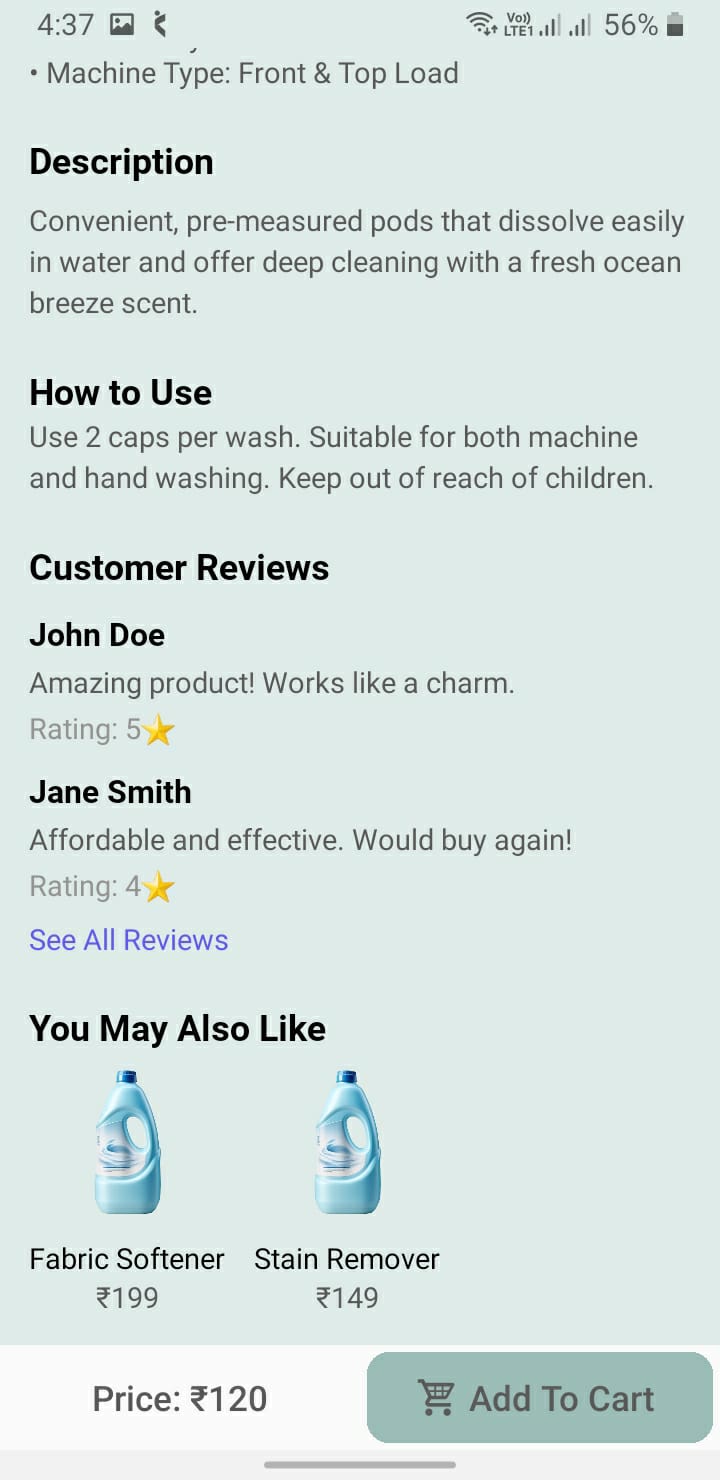 4:37
Vo)) LTE1 56%
• Machine Type: Front & Top Load
Description
Convenient, pre-measured pods that dissolve easily
in water and offer deep cleaning with a fresh ocean
breeze scent.
How to Use
Use 2 caps per wash. Suitable for both machine
and hand washing. Keep out of reach of children.
Customer Reviews
John Doe
Amazing product! Works like a charm.
Rating: 5⭐
Jane Smith
Affordable and effective. Would buy again!
Rating: 4⭐
See All Reviews
You May Also Like
Fabric Softener Stain Remover
₹199 ₹149
Price: ₹120 Add To Cart